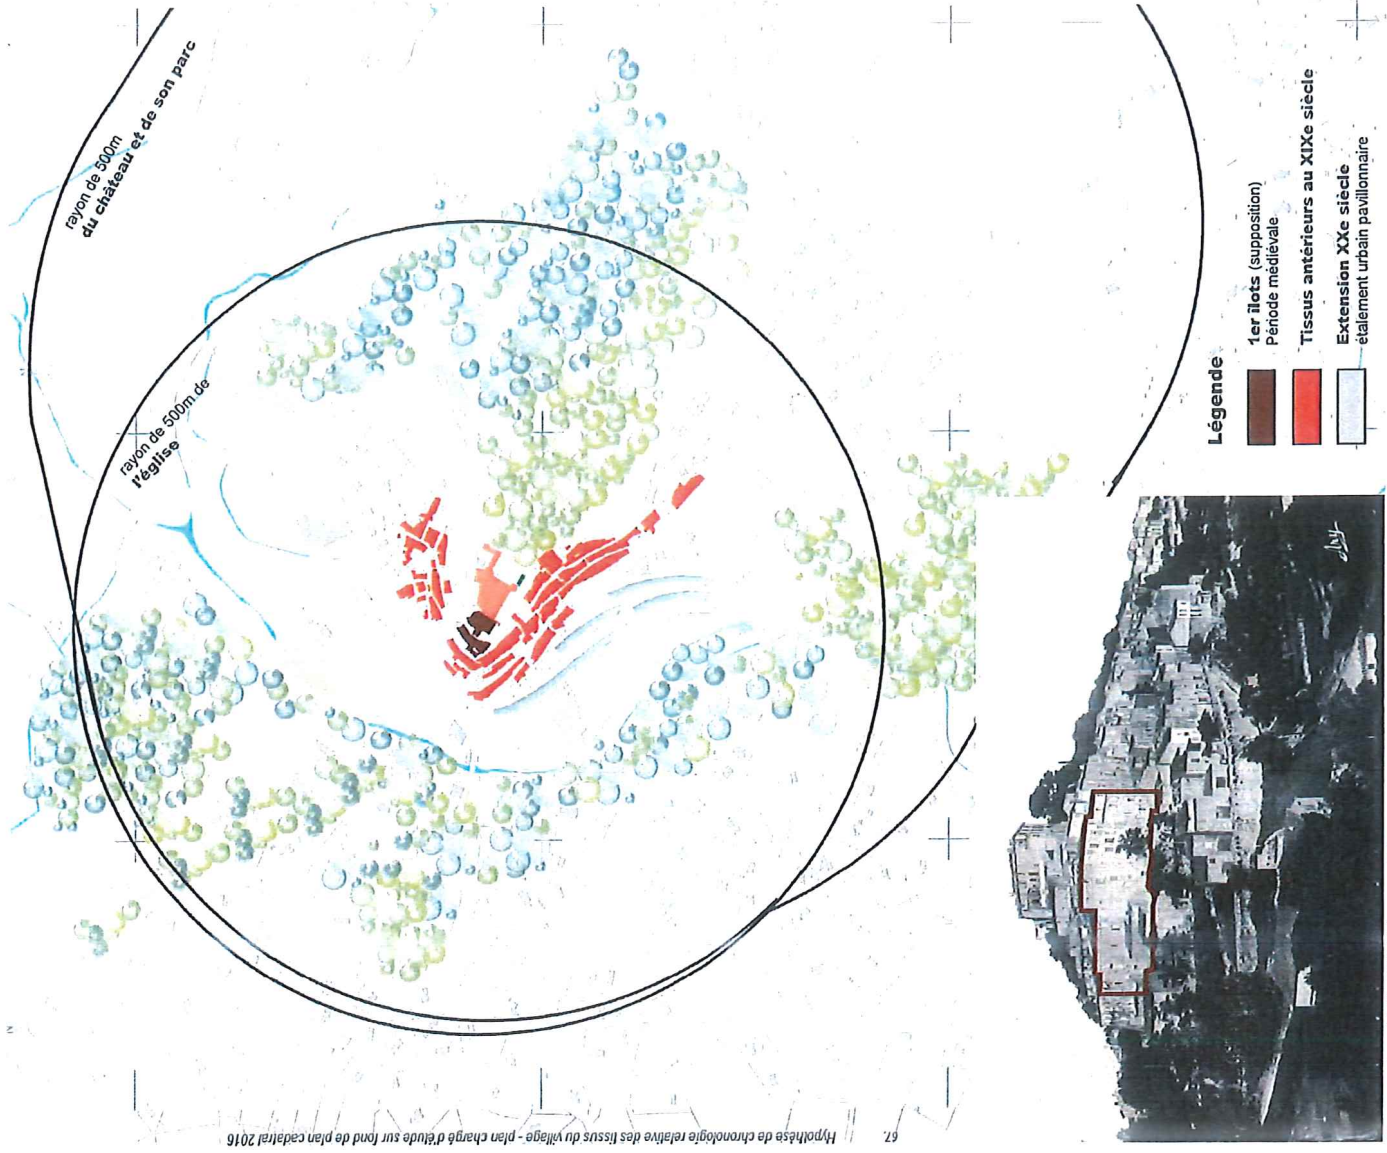 rayon de 500m
du château et de son parc
rayon de 500m de
l'église
Légende
1er îlots (supposition)
Période médiévale
Tissus antérieurs au XIXe siècle
Extension XXe siècle
étalement urbain pavillonnaire
67.
Hypothèse de chronologie relative des tissus du village - plan chargé d'étude sur fond de plan cadatral 2016